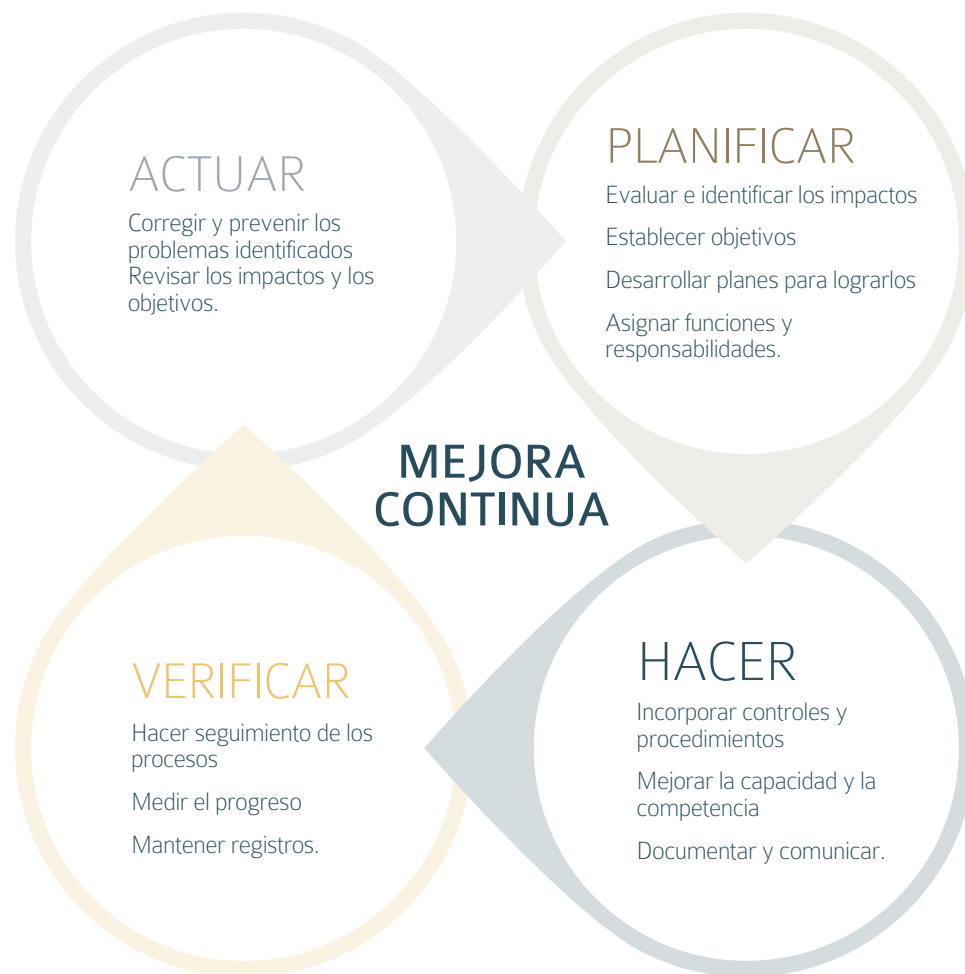 ACTUAR
Corregir y prevenir los
problemas identificados
Revisar los impactos y los
objetivos.
PLANIFICAR
Evaluar e identificar los impactos
Establecer objetivos
Desarrollar planes para lograrlos
Asignar funciones y
responsabilidades.
MEJORA
CONTINUA
VERIFICAR
Hacer seguimiento de los
procesos
Medir el progreso
Mantener registros.
HACER
Incorporar controles y
procedimientos
Mejorar la capacidad y la
competencia
Documentar y comunicar.